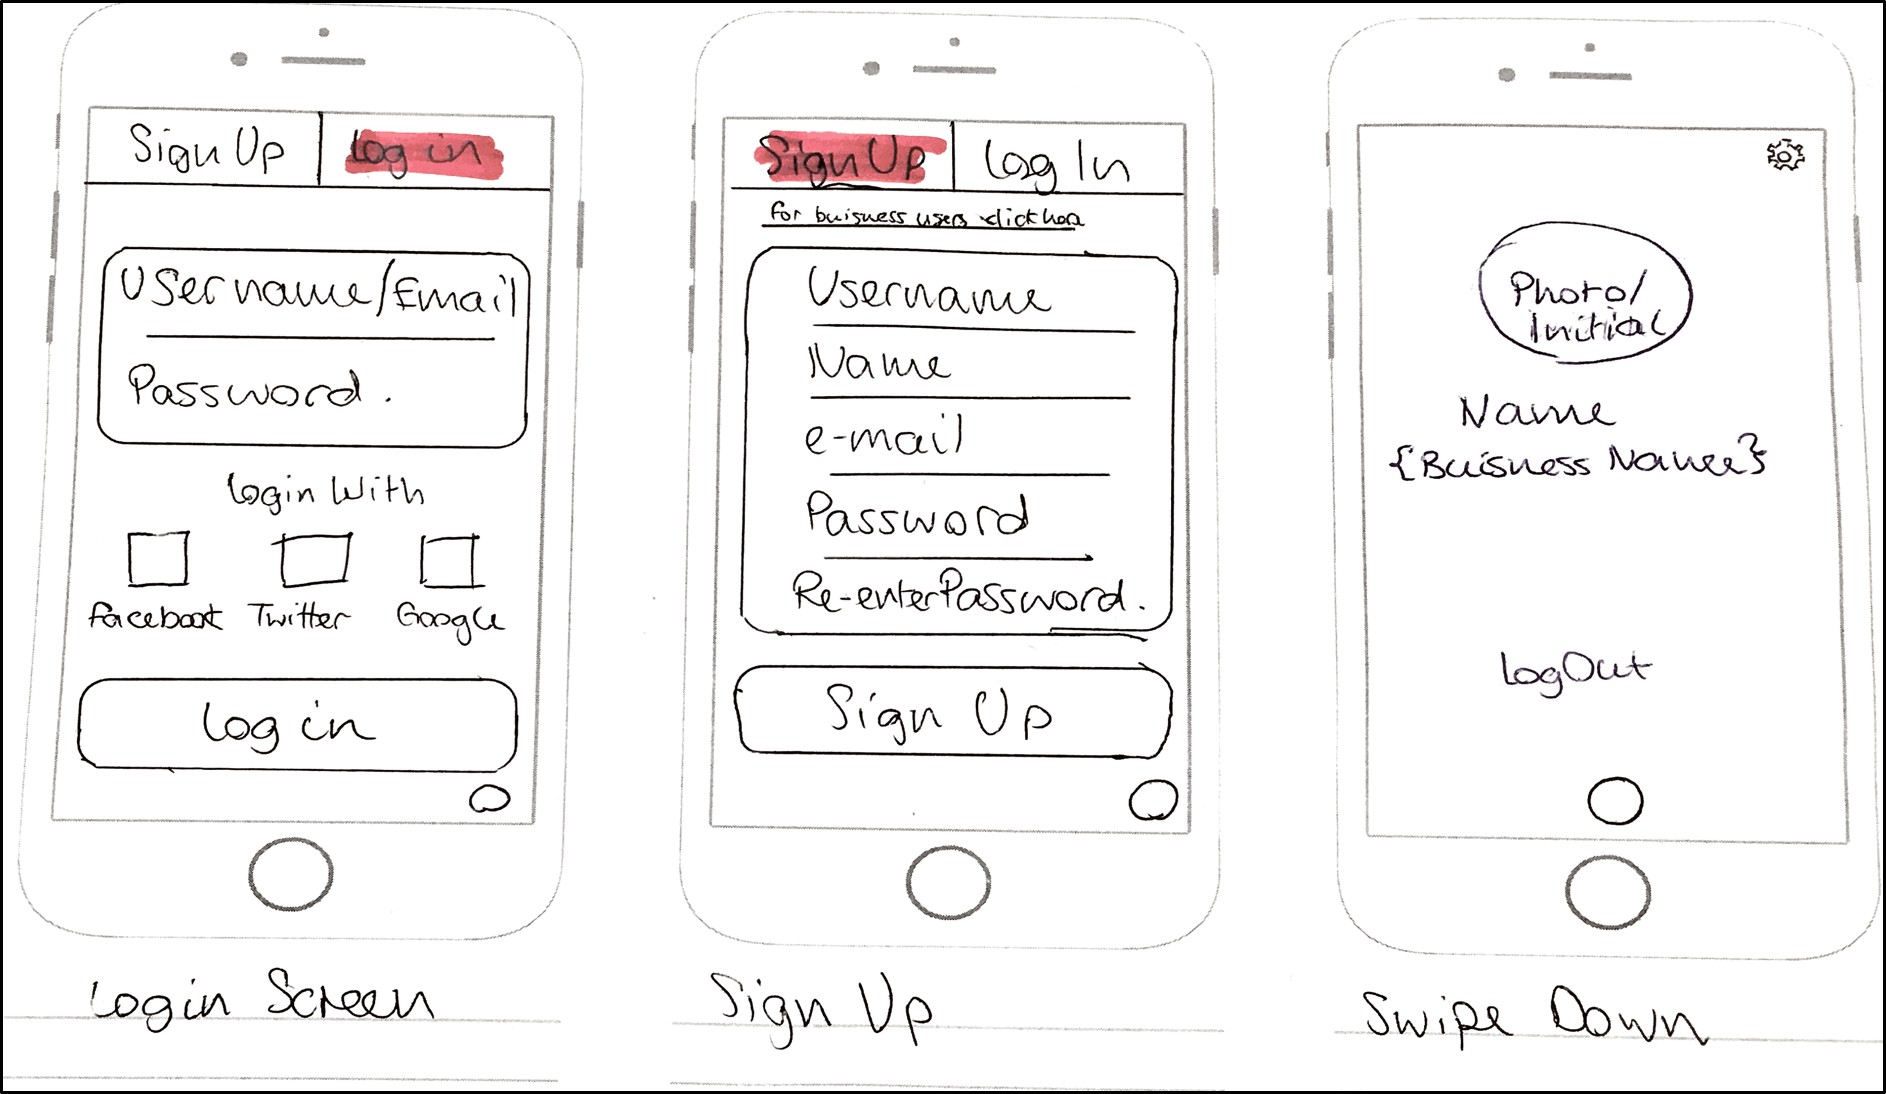 Sign Up
Log in
Username/Email
Password.
Login With
Facebook Twitter Google
Log in
Login Screen
Sign Up
Log In
For buisness users click here
Username
Name
e-mail
Password
Re-enter Password.
Sign Up
Sign Up
Photo/
Initial
Name
{Buisness Name}
LogOut
Swipe Down